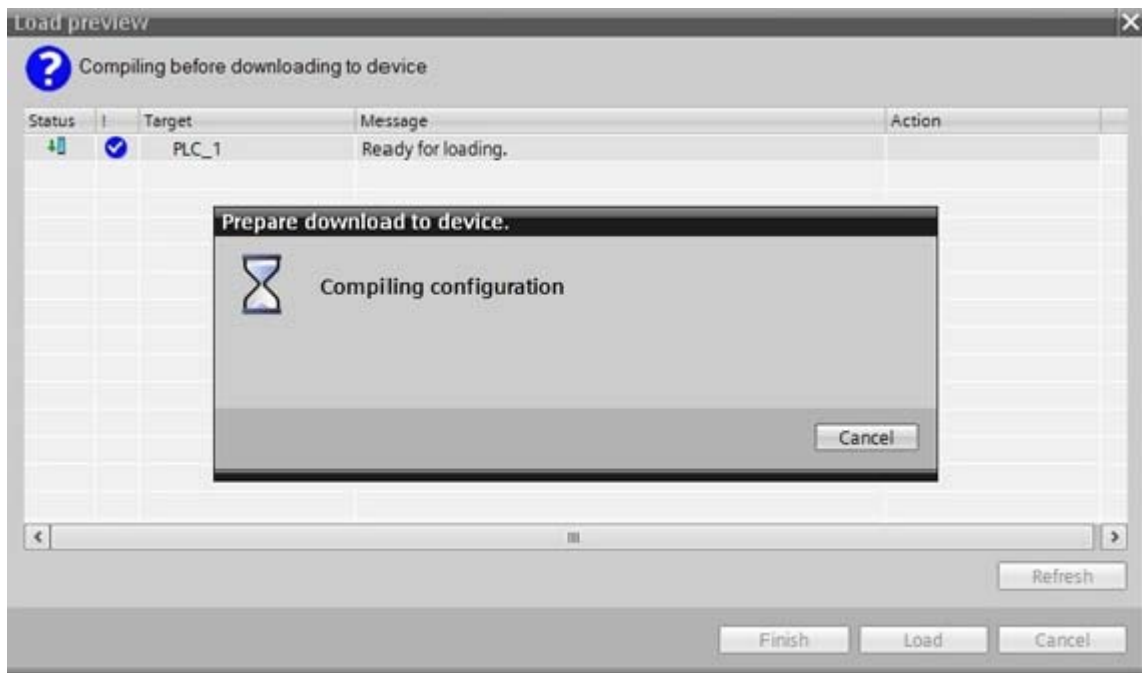 Load preview
Compiling before downloading to device
Status ! Target Message Action
PLC_1 Ready for loading.
Prepare download to device.
Compiling configuration
Cancel
Refresh
Finish Load Cancel